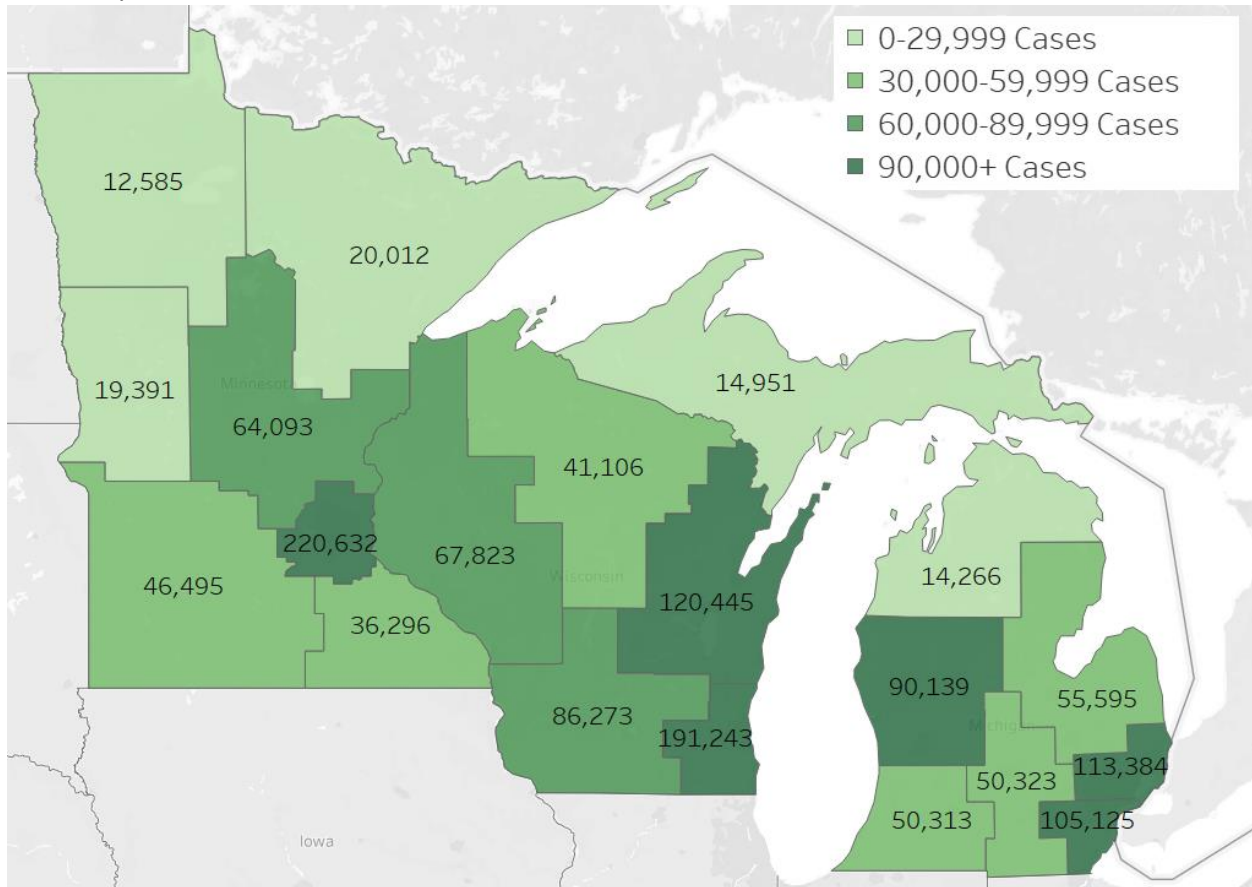 0-29,999 Cases
30,000-59,999 Cases
60,000-89,999 Cases
90,000+ Cases
12,585
20,012
19,391
Minnesota
64,093
14,951
41,106
220,632
67,823
Wisconsin
46,495
120,445
14,266
36,296
90,139
55,595
Michigan
86,273
191,243
113,384
50,323
50,313
105,125
Iowa